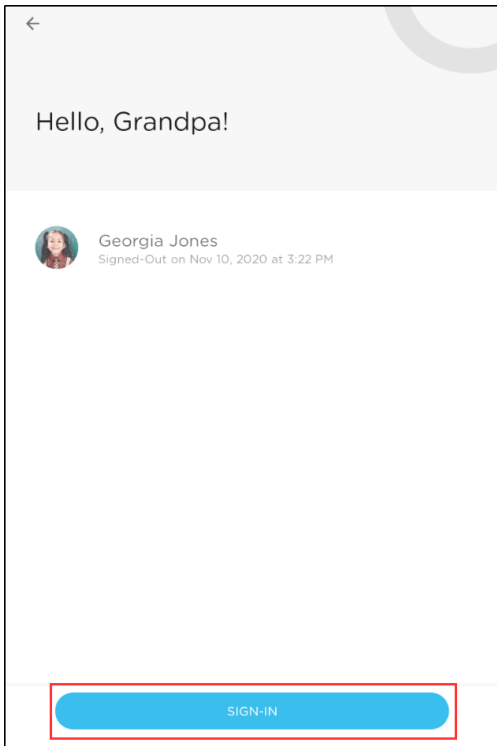 Hello, Grandpa!
Georgia Jones
Signed-Out on Nov 10, 2020 at 3:22 PM
SIGN-IN